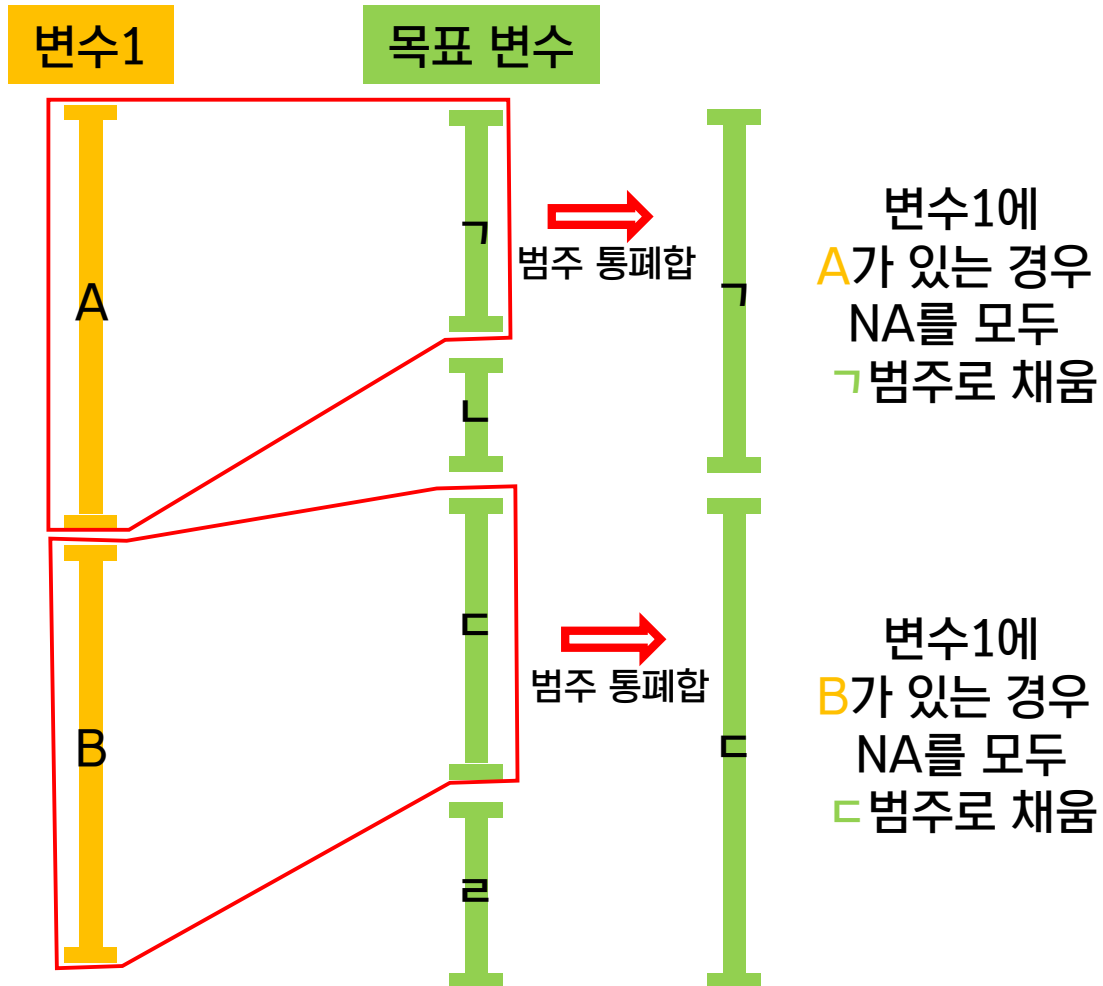 변수1
목표 변수
A
ㄱ
범주 통폐합
ㄱ
변수1에
A가 있는 경우
NA를 모두
ㄱ범주로 채움
ㄴ
B
ㄷ
범주 통폐합
ㄷ
변수1에
B가 있는 경우
NA를 모두
ㄷ범주로 채움
ㄹ